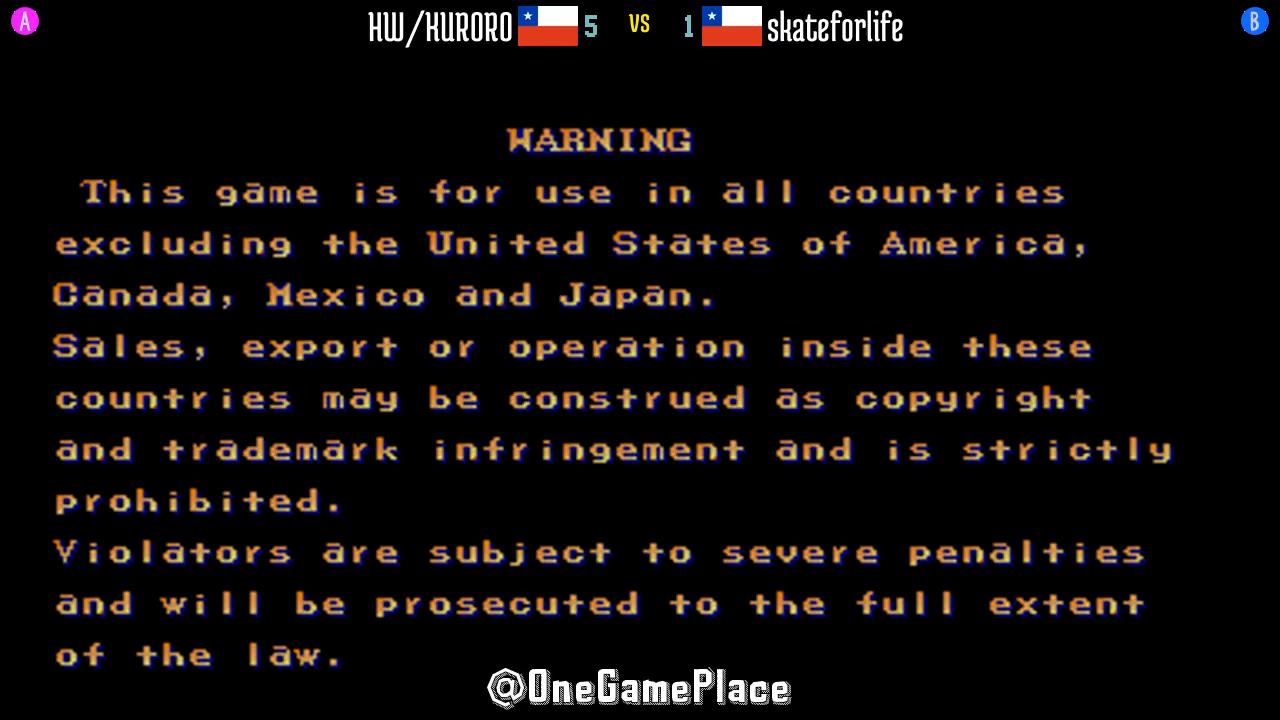 A HW/KURORO 5 VS 1 skateforlife B
WARNING
This game is for use in all countries
excluding the United States of America,
Canada, Mexico and Japan.
Sales, export or operation inside these
countries may be construed as copyright
and trademark infringement and is strictly
prohibited.
Violators are subject to severe penalties
and will be prosecuted to the full extent
of the law.
@OneGamePlace